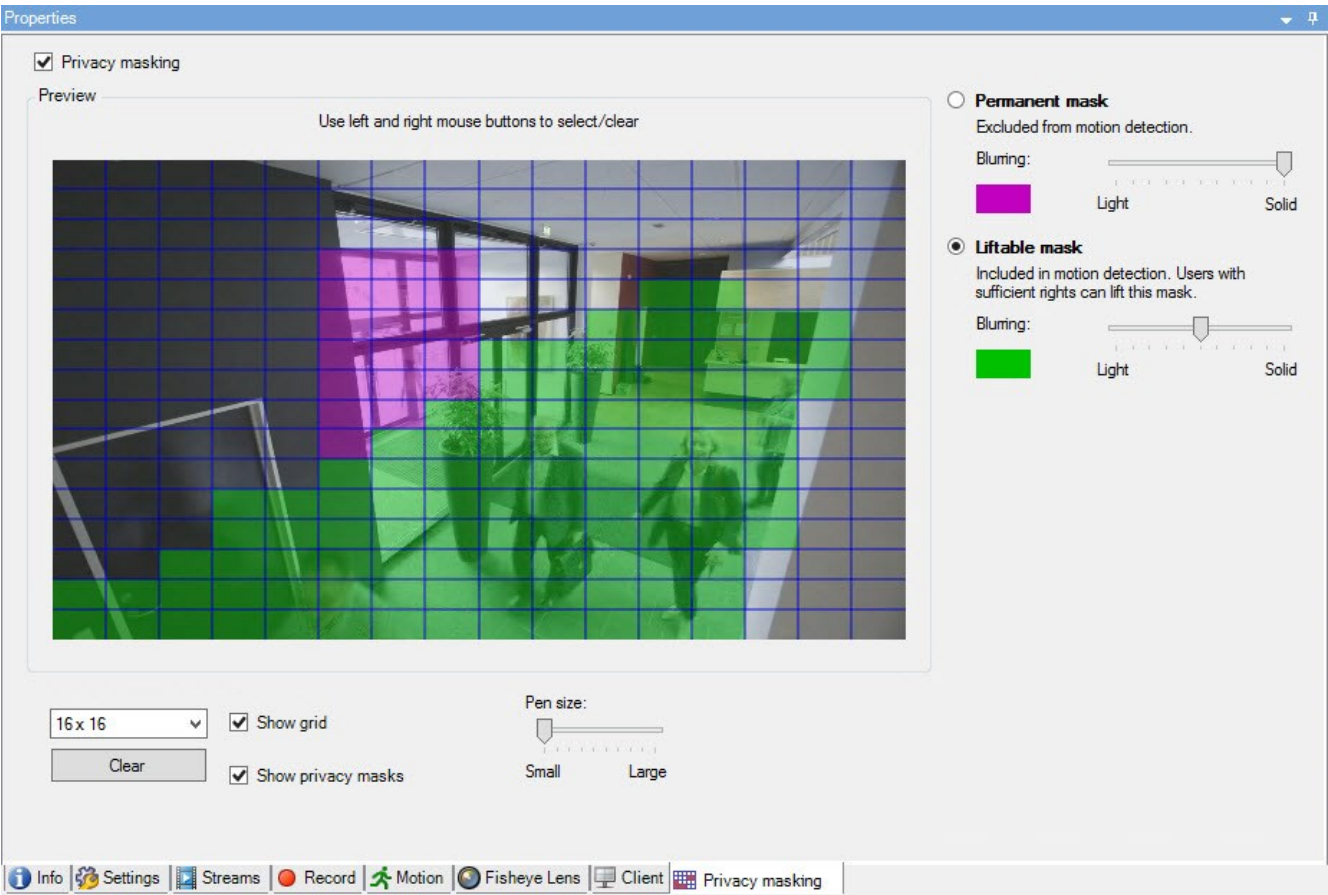 Properties
Privacy masking
Preview
Use left and right mouse buttons to select/clear
Permanent mask
Excluded from motion detection.
Blurring:
Light Solid
Liftable mask
Included in motion detection. Users with
sufficient rights can lift this mask.
Blurring:
Light Solid
16 x 16
Show grid
Pen size:
Clear
Show privacy masks
Small Large
Info Settings Streams Record Motion Fisheye Lens Client Privacy masking